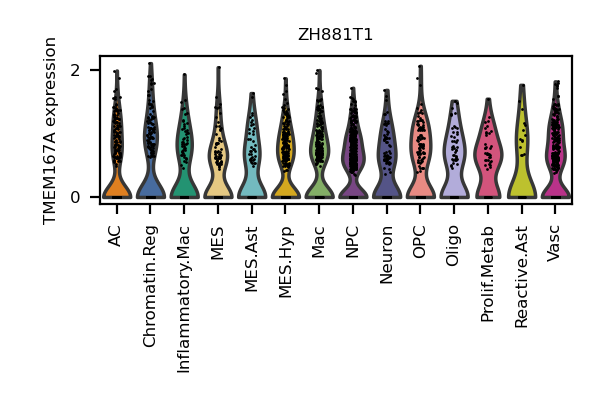 ZH881T1
TMEM167A expression
2
0
AC
Chromatin.Reg
Inflammatory.Mac
MES
MES.Ast
MES.Hyp
Mac
NPC
Neuron
OPC
Oligo
Prolif.Metab
Reactive.Ast
Vasc